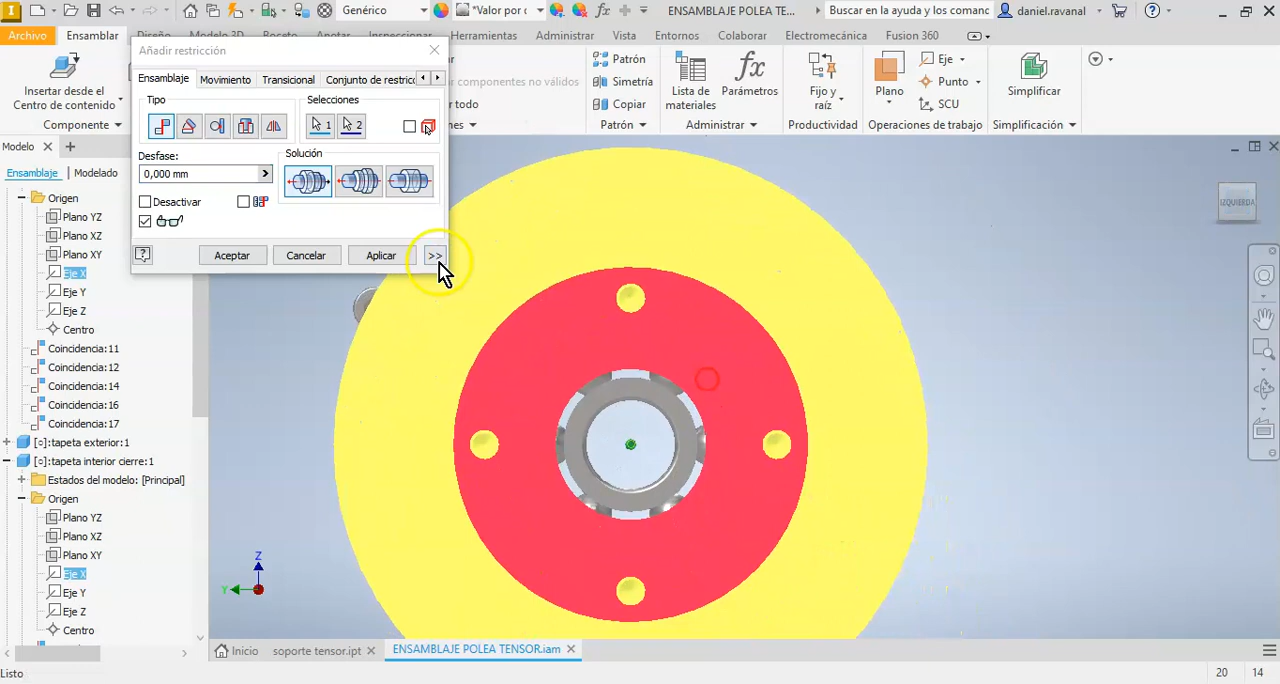 Genérico
*Valor por c
fx
ENSAMBLAJE POLEA TE...
Buscar en la ayuda y los comanc
daniel.ravanal
Archivo
Ensamblar
Diseño
Modelo 3D
Inspeccionar
Herramientas
Administrar
Vista
Entornos
Colaborar
Electromecánica
Fusion 360
Insertar desde el
Centro de contenido
Componente
componentes no válidos
Patrón
Simetría
Copiar
Patrón
Lista de
materiales
fx
Parámetros
Administrar
Fijo y
raíz
Productividad
Plano
Eje
Punto
SCU
Operaciones de trabajo
Simplificar
Simplificación
Añadir restricción
Ensamblaje
Movimiento
Transicional
Conjunto de restricc
Tipo
Selecciones
1
2
Desfase:
0,000 mm
Solución
Desactivar
?
Aceptar
Cancelar
Aplicar
>>
Modelo
Ensamblaje
Modelado
Origen
Plano YZ
Plano XZ
Plano XY
Eje X
Eje Y
Eje Z
Centro
Coincidencia:11
Coincidencia:12
Coincidencia:14
Coincidencia:16
Coincidencia:17
[○]:tapeta exterior:1
[○]:tapeta interior cierre:1
Estados del modelo: [Principal]
Origen
Plano YZ
Plano XZ
Plano XY
Eje X
Eje Y
Eje Z
Centro
IZQUIERDA
Z
Y
Inicio
soporte tensor.ipt
ENSAMBLAJE POLEA TENSOR.iam
Listo
20
14